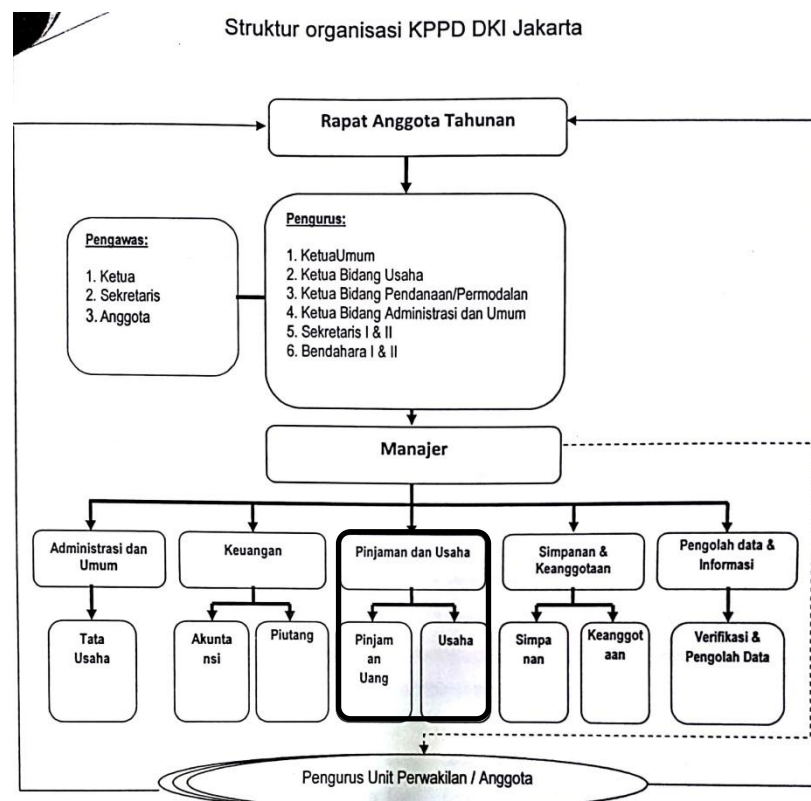 Struktur organisasi KPPD DKI Jakarta
Rapat Anggota Tahunan
Pengawas:
1. Ketua
2. Sekretaris
3. Anggota
Pengurus:
1. KetuaUmum
2. Ketua Bidang Usaha
3. Ketua Bidang Pendanaan/Permodalan
4. Ketua Bidang Administrasi dan Umum
5. Sekretaris I & II
6. Bendahara I & II
Manajer
Administrasi dan
Umum
Keuangan
Pinjaman dan Usaha
Simpanan &
Keanggotaan
Pengolah data &
Informasi
Tata
Usaha
Akunta
nsi
Piutang
Pinjam
an
Uang
Usaha
Simpa
nan
Keanggot
aan
Verifikasi &
Pengolah Data
Pengurus Unit Perwakilan / Anggota